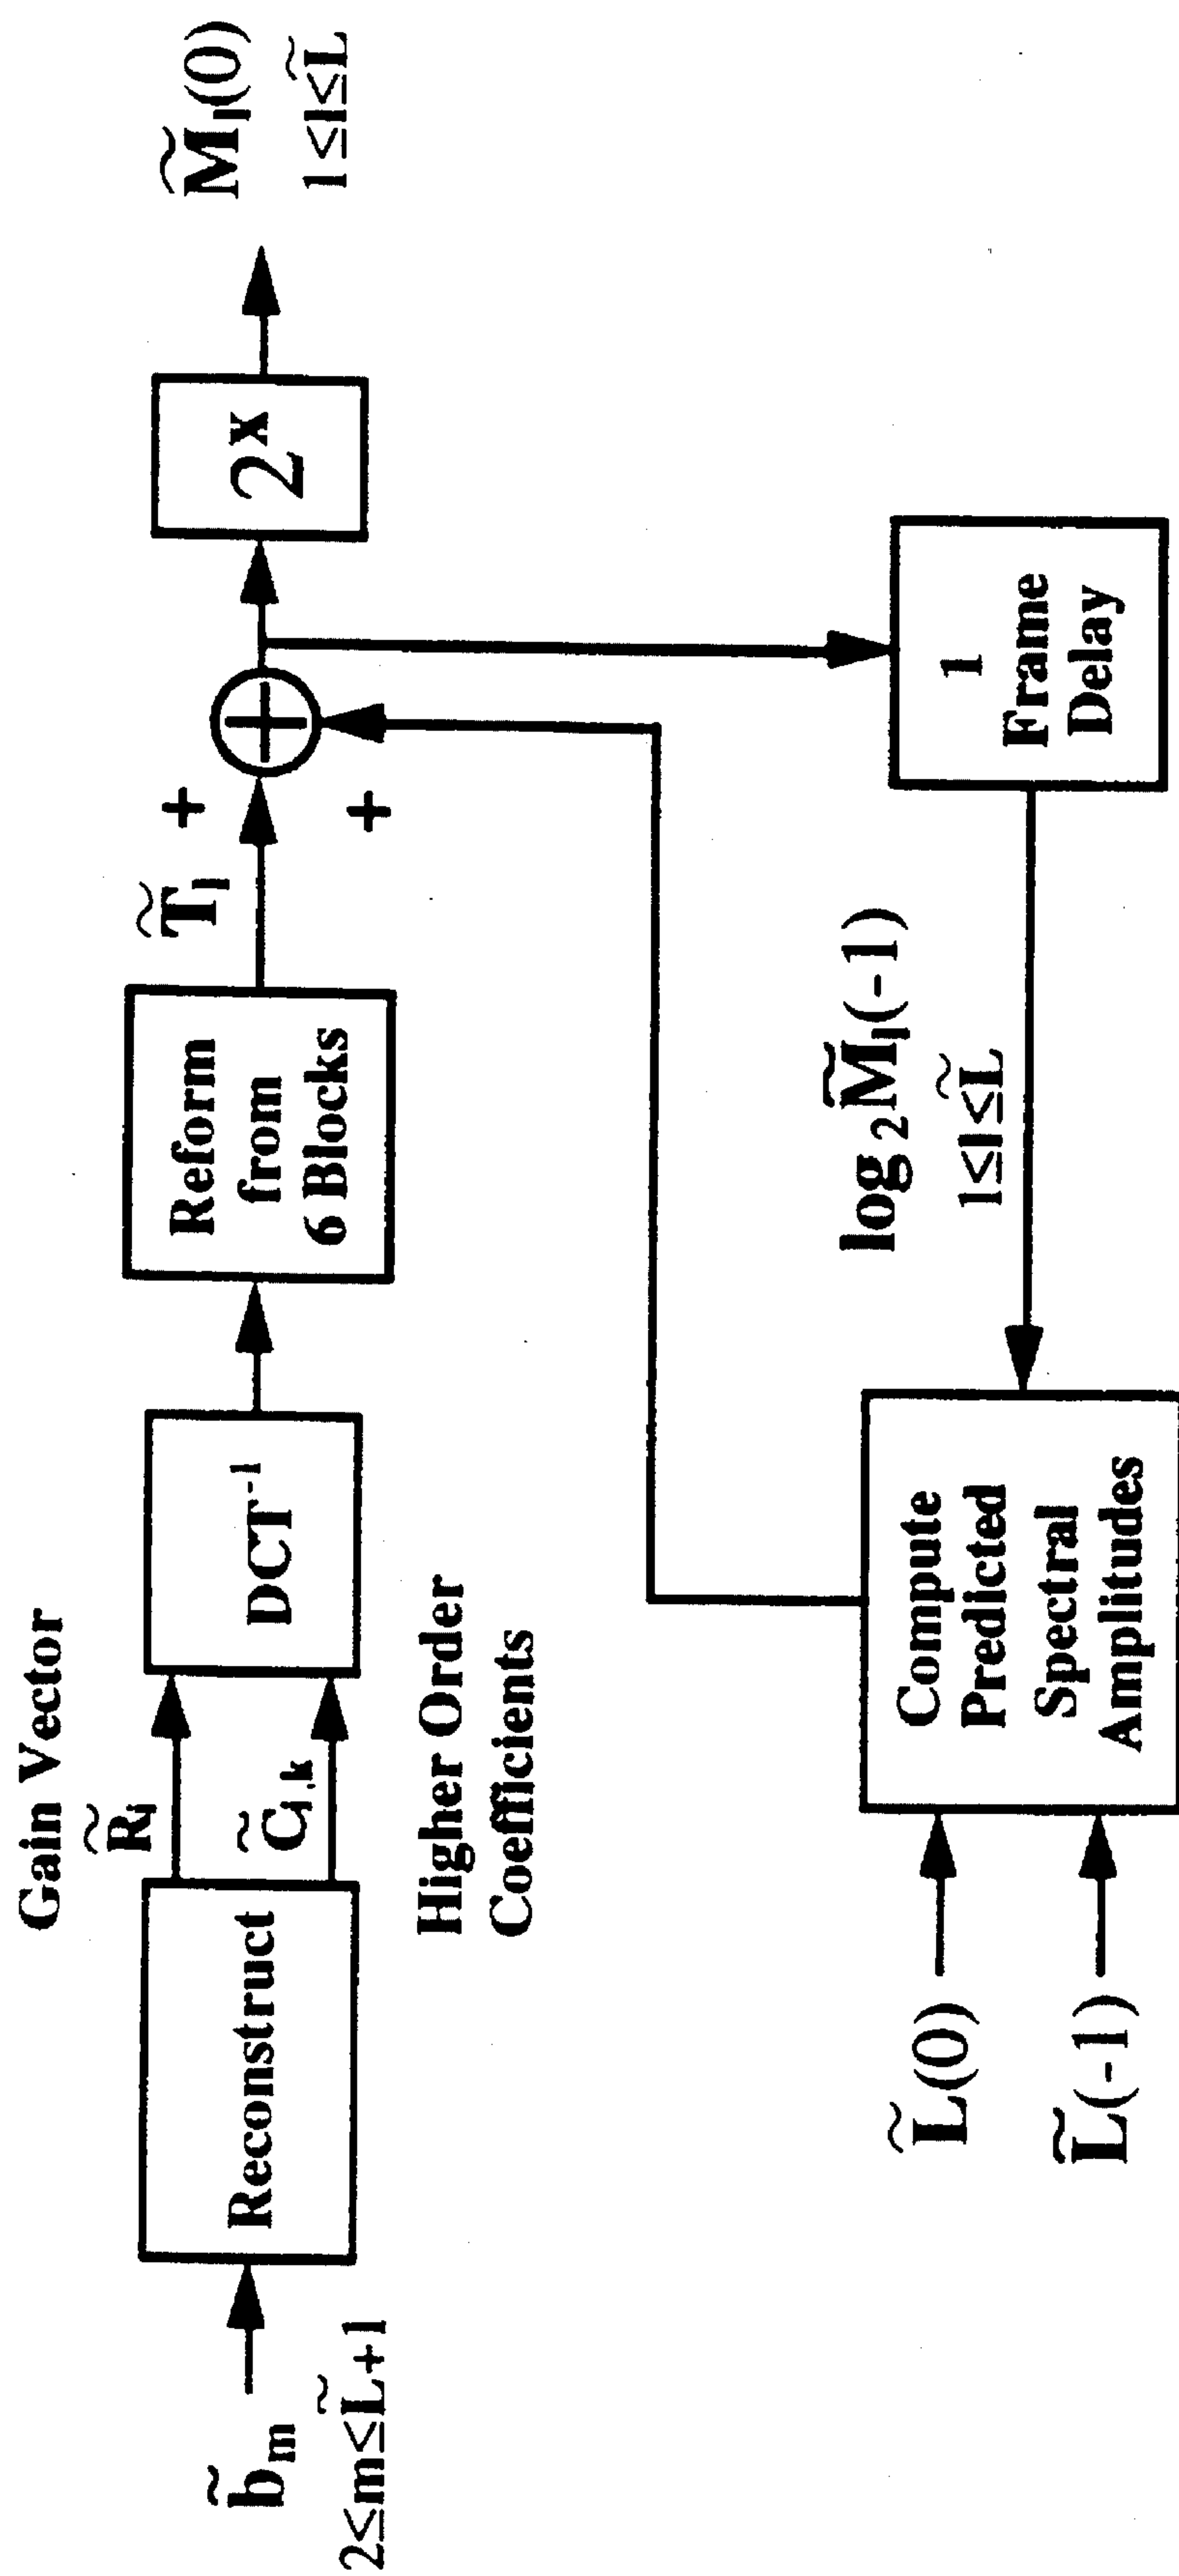 Gain Vector
R̃ᵢ
b̃ₘ
2≤m≤L̃+1
Reconstruct
C̃ᵢ,ₖ
Higher Order
Coefficients
DCT⁻¹
Reform
from
6 Blocks
T̃ₗ
+
+
+
2ˣ
M̃ₗ(0)
1≤l≤L̃
L̃(0)
L̃(-1)
Compute
Predicted
Spectral
Amplitudes
log₂M̃ₗ(-1)
1≤l≤L̃
1
Frame
Delay